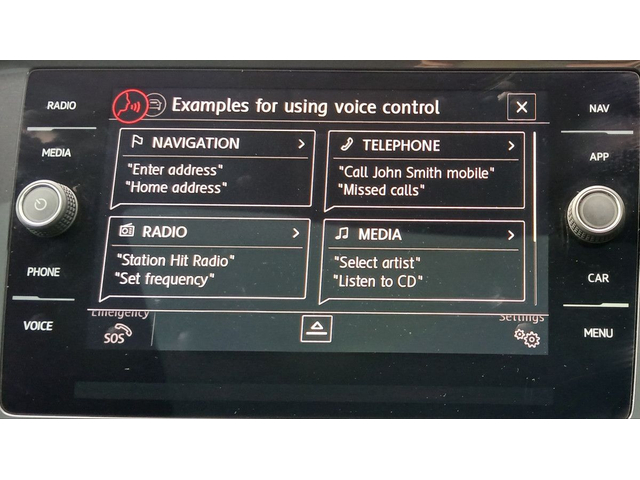 RADIO
MEDIA
PHONE
VOICE
Examples for using voice control
NAVIGATION
"Enter address"
"Home address"
TELEPHONE
"Call John Smith mobile"
"Missed calls"
RADIO
"Station Hit Radio"
"Set frequency"
MEDIA
"Select artist"
"Listen to CD"
Emergency
SOS
Settings
NAV
APP
CAR
MENU